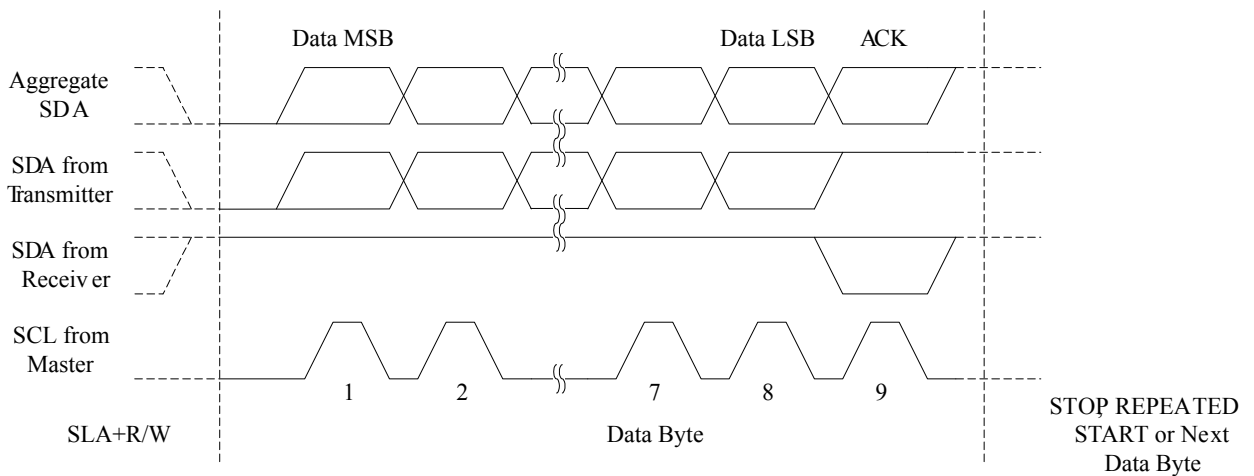 Data MSB
Data LSB
ACK
Aggregate
SDA
SDA from
Transmitter
SDA from
Receiver
SCL from
Master
1
2
7
8
9
SLA+R/W
Data Byte
STOP, REPEATED
START or Next
Data Byte